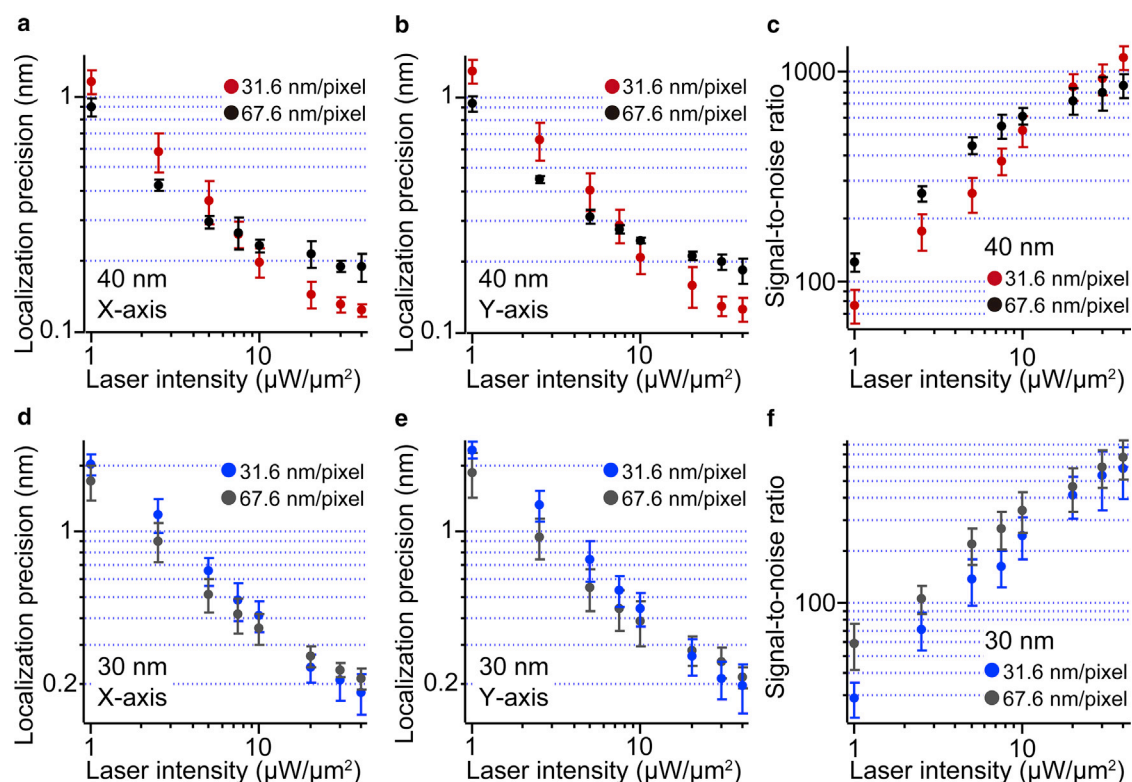 a
Localization precision (nm)
1
0.1
31.6 nm/pixel
67.6 nm/pixel
40 nm
X-axis
1
10
Laser intensity (µW/µm²)
b
Localization precision (nm)
1
0.1
31.6 nm/pixel
67.6 nm/pixel
40 nm
Y-axis
1
10
Laser intensity (µW/µm²)
c
Signal-to-noise ratio
1000
100
40 nm
31.6 nm/pixel
67.6 nm/pixel
1
10
Laser intensity (µW/µm²)
d
Localization precision (nm)
1
0.2
31.6 nm/pixel
67.6 nm/pixel
30 nm
X-axis
1
10
Laser intensity (µW/µm²)
e
Localization precision (nm)
1
0.2
31.6 nm/pixel
67.6 nm/pixel
30 nm
Y-axis
1
10
Laser intensity (µW/µm²)
f
Signal-to-noise ratio
100
30 nm
31.6 nm/pixel
67.6 nm/pixel
1
10
Laser intensity (µW/µm²)